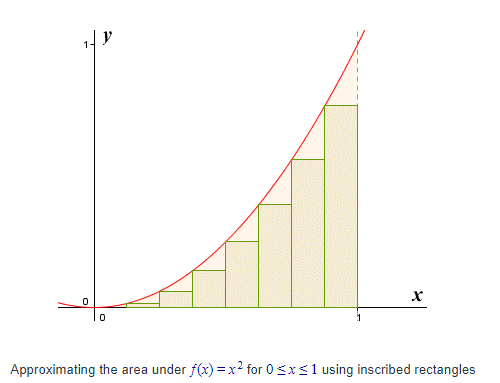 y
1
0
0
1
x
Approximating the area under f(x) = x² for 0 ≤ x ≤ 1 using inscribed rectangles